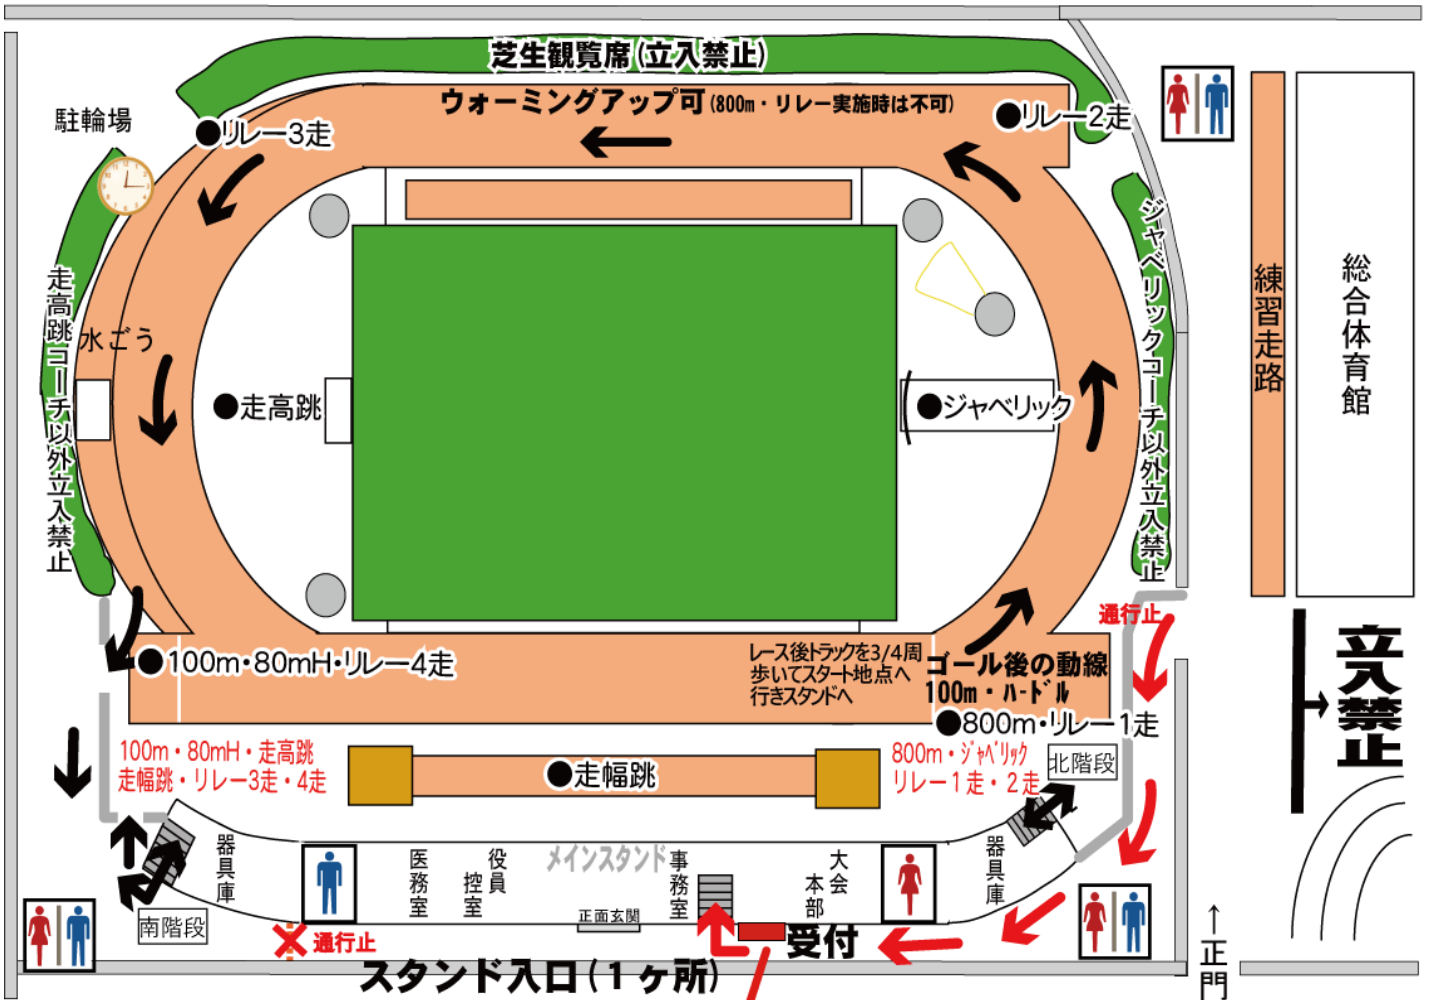 芝生観覧席(立入禁止)
ウォーミングアップ可(800m・リレー実施時は不可)
駐輪場
●リレー3走
●リレー2走
走高跳コーチ以外立入禁止
水ごう
●走高跳
●ジャベリック
ジャベリックコーチ以外立入禁止
練習走路
総合体育館
通行止
立入禁止
●100m・80mH・リレー4走
レース後トラックを3/4周
歩いてスタート地点へ
行きスタンドへ
ゴール後の動線
100m・ハードル
●800m・リレー1走
100m・80mH・走高跳
走幅跳・リレー3走・4走
●走幅跳
800m・ジャベリック
リレー1走・2走
北階段
器具庫
医務室
役員
控室
メインスタンド
事務室
大会
本部
器具庫
南階段
正面玄関
通行止
受付
スタンド入口(1ヶ所)
←正門